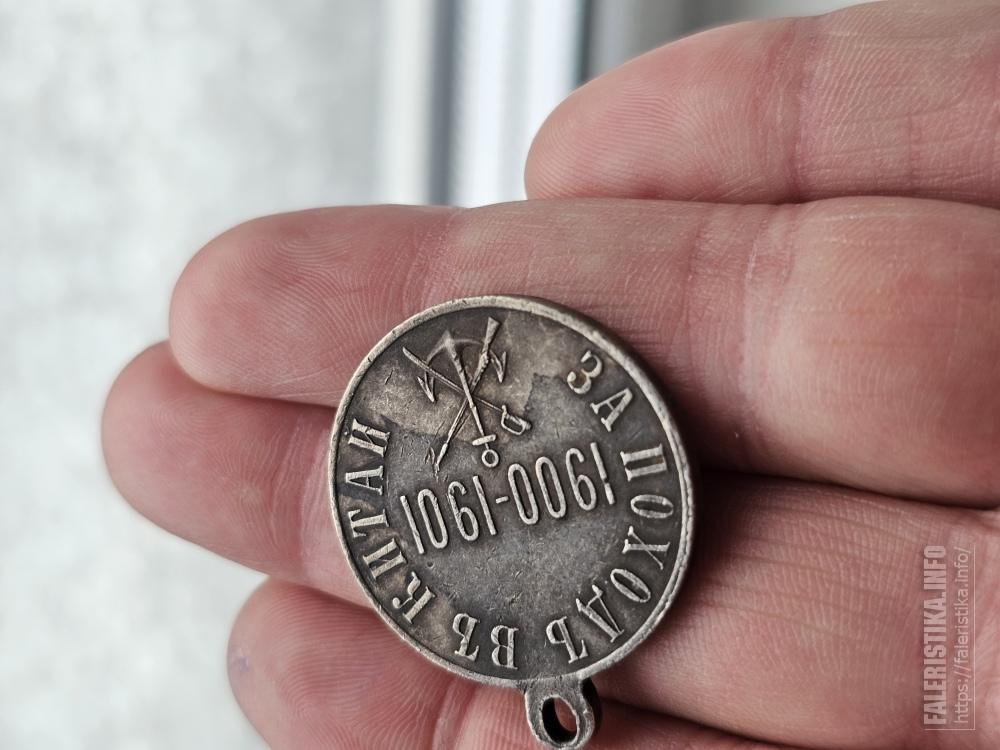 ЗА ПОХОДЪ ВЪ КИТАЙ
1900-1901
FALERISTIKA.INFO
https://faleristika.info/